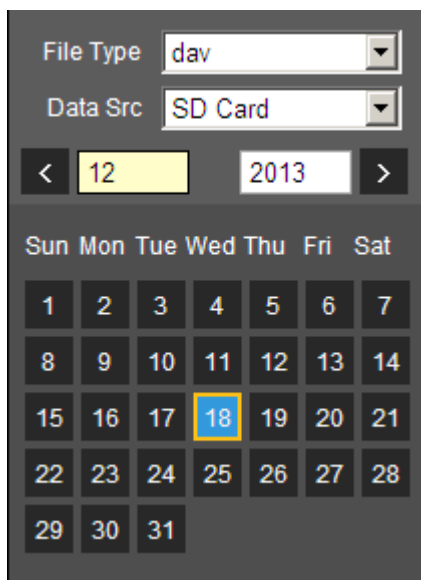 File Type dav
Data Src SD Card
< 12 2013 >
Sun Mon Tue Wed Thu Fri Sat
1 2 3 4 5 6 7
8 9 10 11 12 13 14
15 16 17 18 19 20 21
22 23 24 25 26 27 28
29 30 31